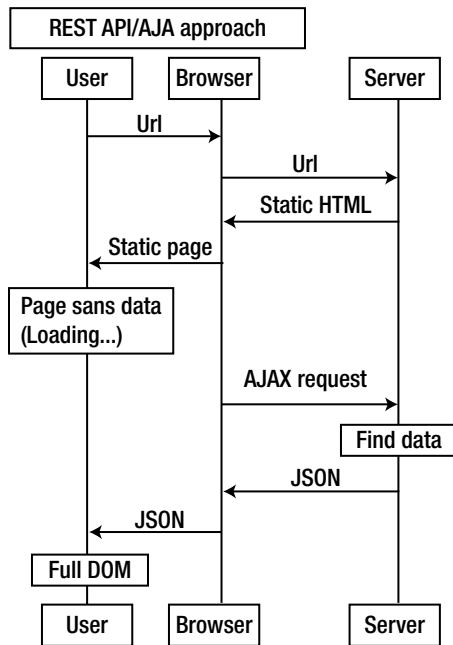 REST API/AJA approach
User Browser Server
Url
Url
Static HTML
Static page
Page sans data
(Loading...)
AJAX request
Find data
JSON
JSON
Full DOM
User Browser Server